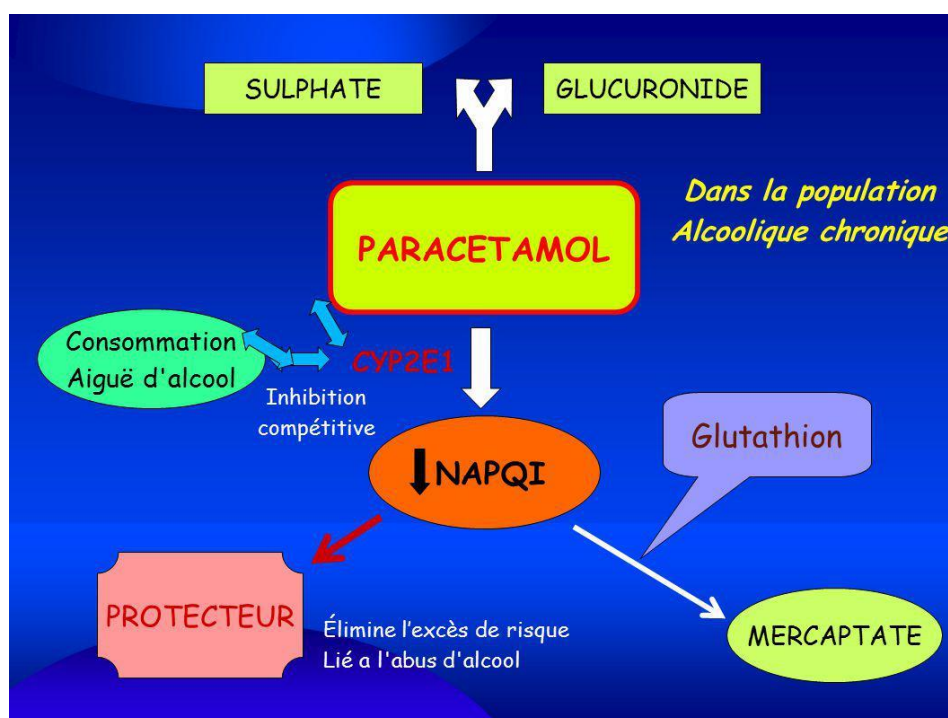 SULPHATE
GLUCURONIDE
Dans la population
Alcoolique chronique
PARACETAMOL
Consommation
Aiguë d'alcool
CYP2E1
Inhibition
compétitive
Glutathion
NAPQI
PROTECTEUR
Élimine l'excès de risque
Lié a l'abus d'alcool
MERCAPTATE